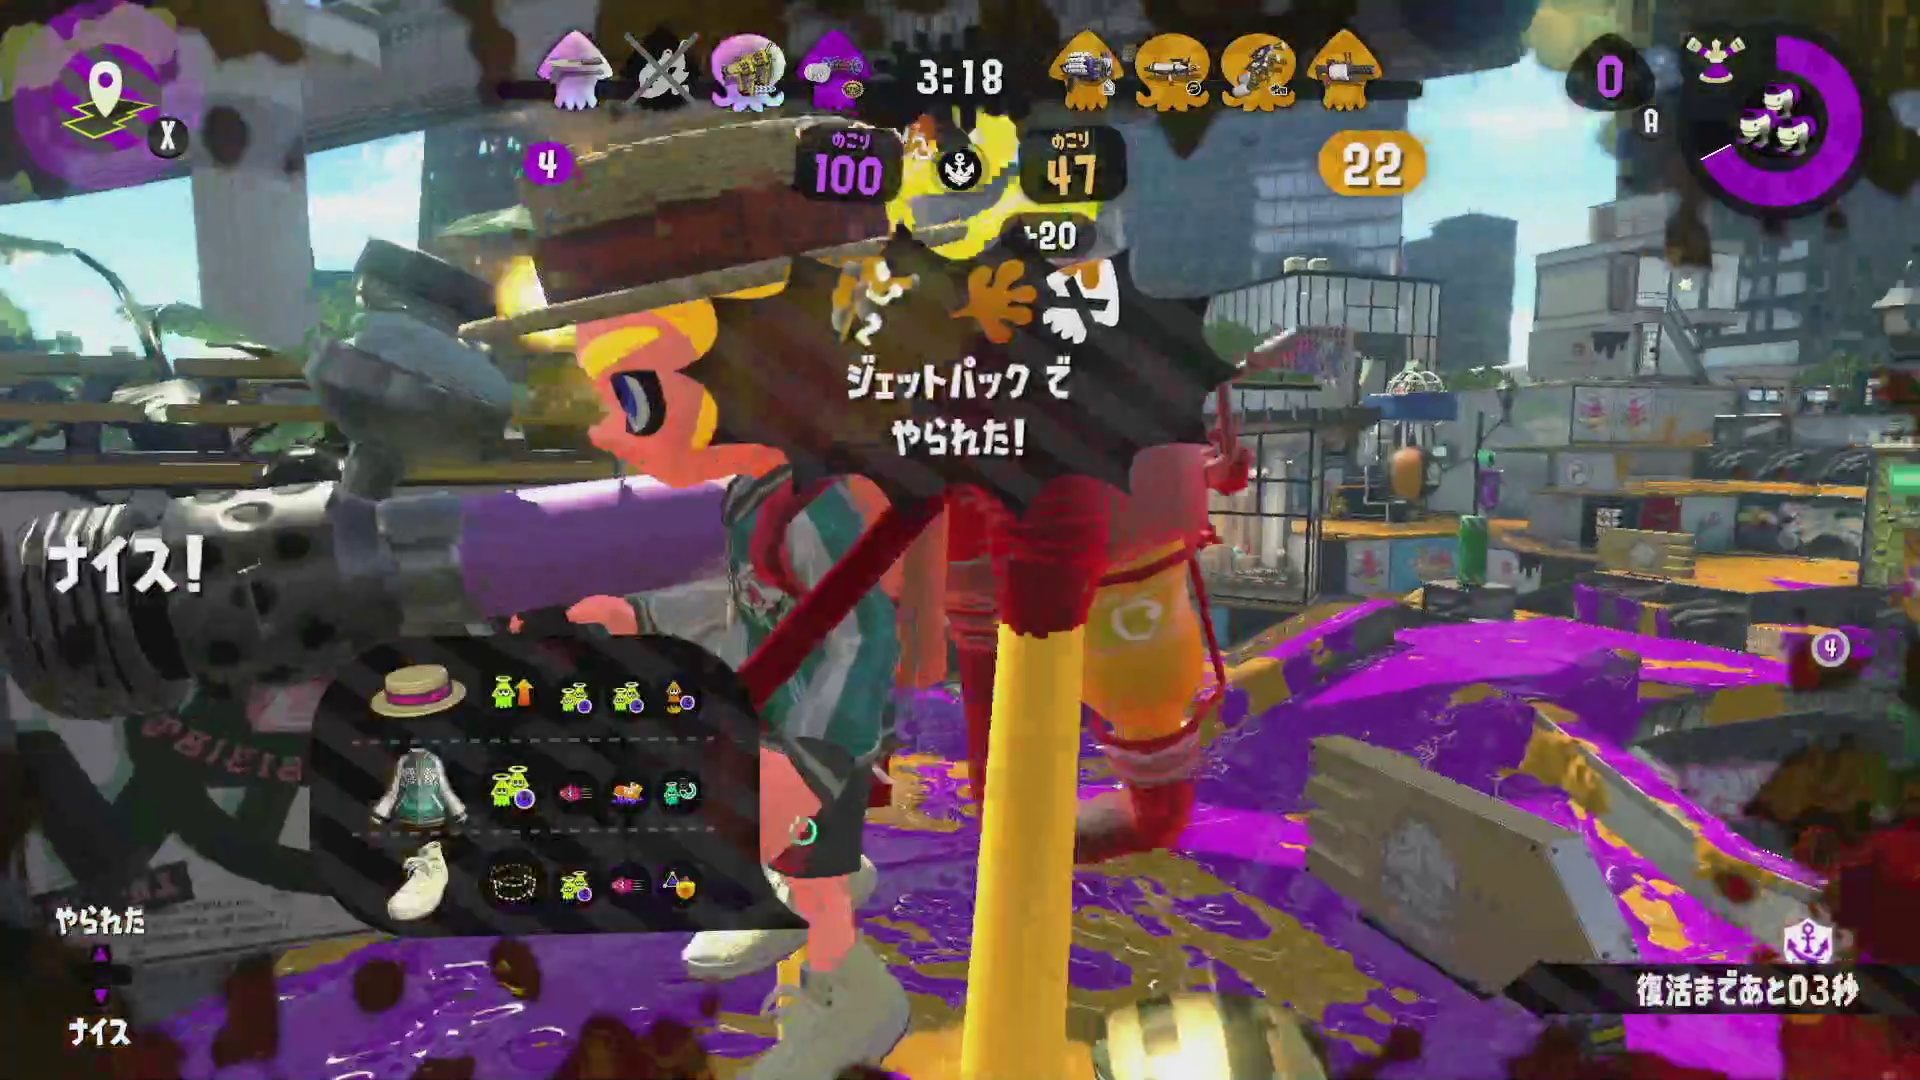 3:18
0
X
A
4
のこり
100
のこり
47
22
+20
ジェットパック で
やられた!
ナイス!
4
やられた
ナイス
復活まであと03秒